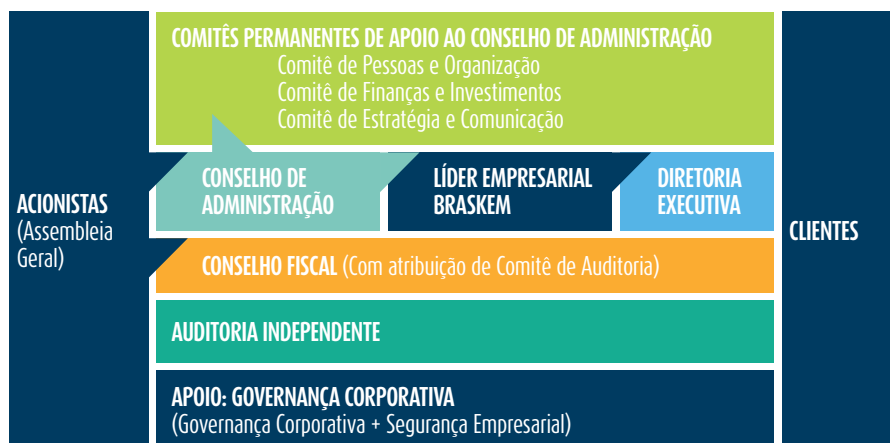 COMITÊS PERMANENTES DE APOIO AO CONSELHO DE ADMINISTRAÇÃO
Comitê de Pessoas e Organização
Comitê de Finanças e Investimentos
Comitê de Estratégia e Comunicação
ACIONISTAS
(Assembleia
Geral)
CONSELHO DE
ADMINISTRAÇÃO
LÍDER EMPRESARIAL
BRASKEM
DIRETORIA
EXECUTIVA
CLIENTES
CONSELHO FISCAL (Com atribuição de Comitê de Auditoria)
AUDITORIA INDEPENDENTE
APOIO: GOVERNANÇA CORPORATIVA
(Governança Corporativa + Segurança Empresarial)